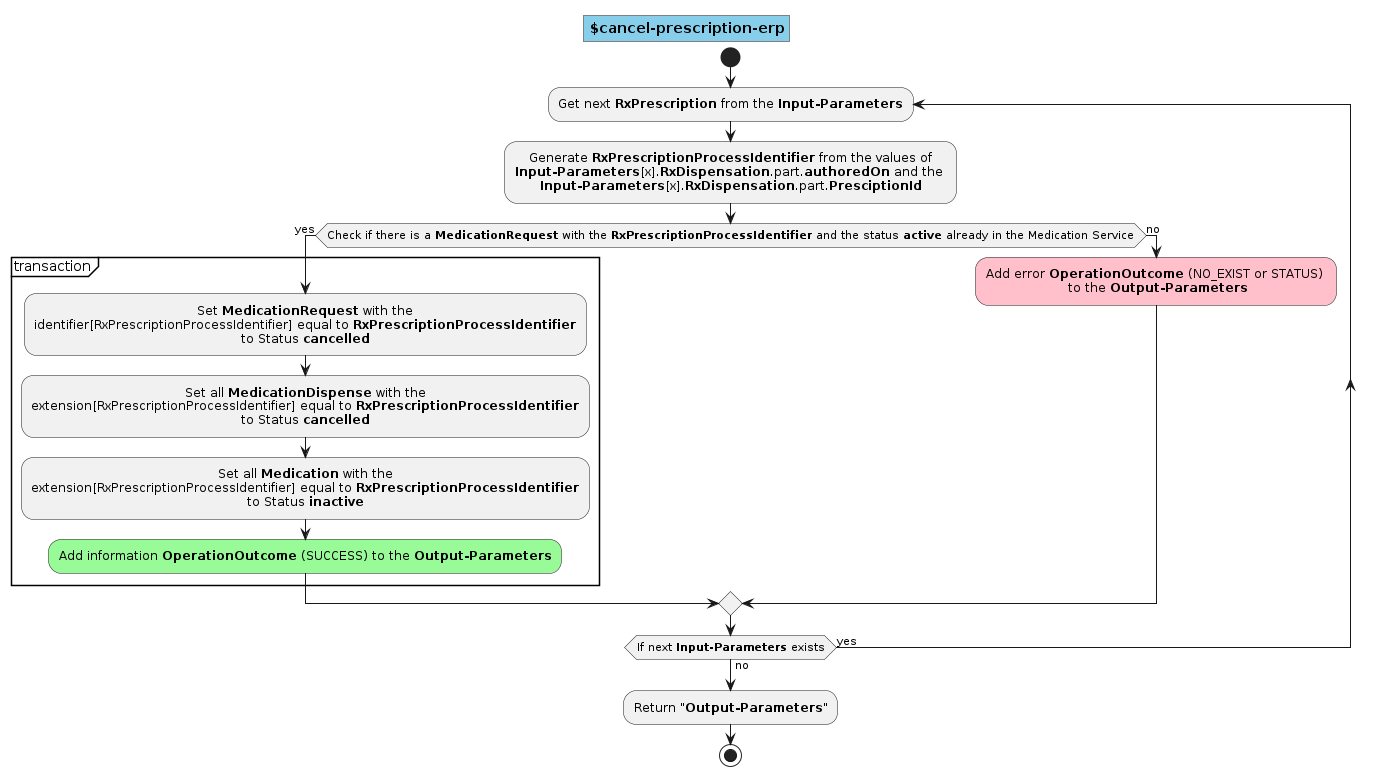 $cancel-prescription-erp
Get next RxPrescription from the Input-Parameters
Generate RxPrescriptionProcessIdentifier from the values of
Input-Parameters[x].RxDispensation.part.authoredOn and the
Input-Parameters[x].RxDispensation.part.PresciptionId
yes
Check if there is a MedicationRequest with the RxPrescriptionProcessIdentifier and the status active already in the Medication Service
no
transaction
Set MedicationRequest with the
identifier[RxPrescriptionProcessIdentifier] equal to RxPrescriptionProcessIdentifier
to Status cancelled
Set all MedicationDispense with the
extension[RxPrescriptionProcessIdentifier] equal to RxPrescriptionProcessIdentifier
to Status cancelled
Set all Medication with the
extension[RxPrescriptionProcessIdentifier] equal to RxPrescriptionProcessIdentifier
to Status inactive
Add information OperationOutcome (SUCCESS) to the Output-Parameters
Add error OperationOutcome (NO_EXIST or STATUS)
to the Output-Parameters
If next Input-Parameters exists
yes
no
Return "Output-Parameters"